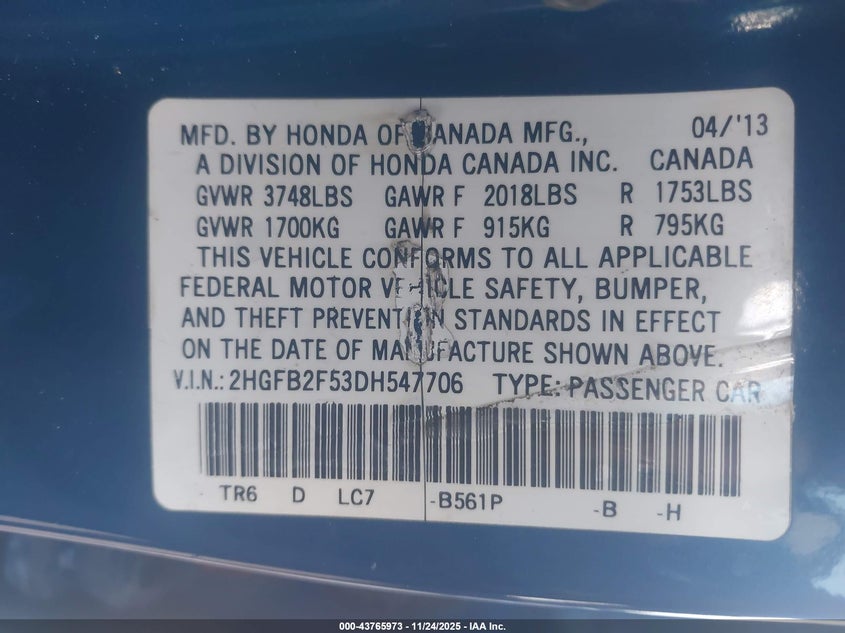 MFD. BY HONDA OF CANADA MFG., 04/'13
A DIVISION OF HONDA CANADA INC. CANADA
GVWR 3748LBS GAWR F 2018LBS R 1753LBS
GVWR 1700KG GAWR F 915KG R 795KG
THIS VEHICLE CONFORMS TO ALL APPLICABLE
FEDERAL MOTOR VEHICLE SAFETY, BUMPER,
AND THEFT PREVENTION STANDARDS IN EFFECT
ON THE DATE OF MANUFACTURE SHOWN ABOVE.
V.I.N.: 2HGFB2F53DH547706 TYPE: PASSENGER CAR
TR6 D LC7 -B561P -B -H
000-43765973 - 11/24/2025 - IAA Inc.